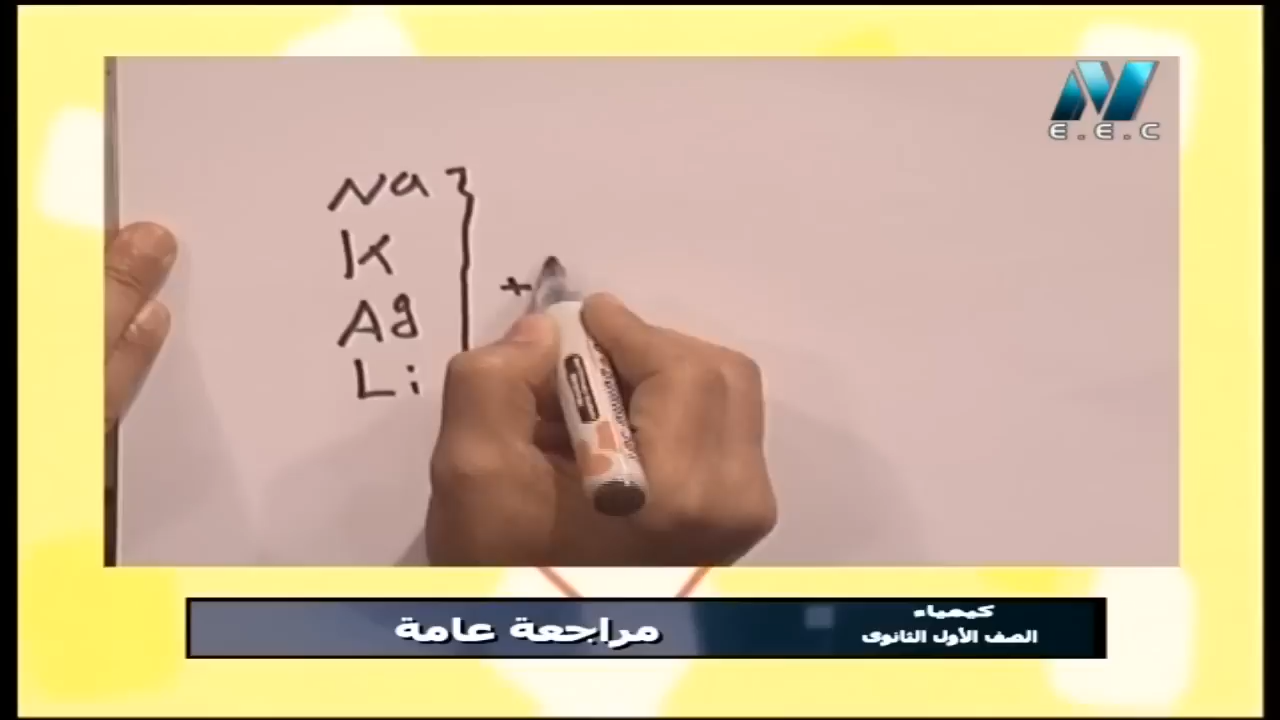 E.E.C
Na
K
Ag
Li
+
كيمياء
الصف الأول الثانوى
مراجعة عامة